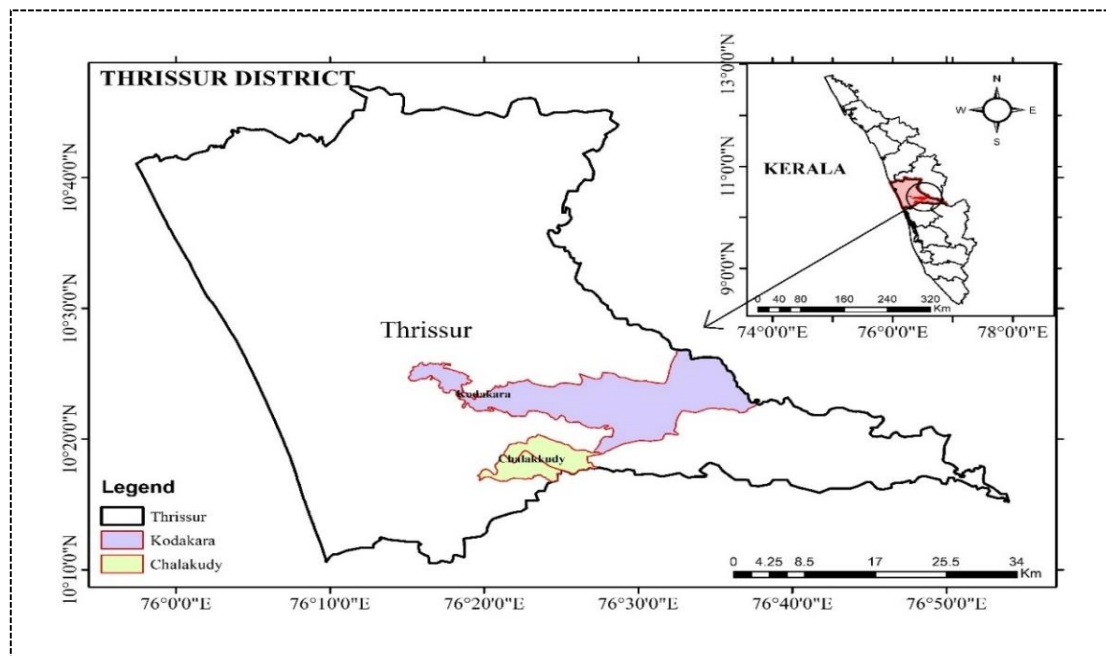 THRISSUR DISTRICT
13°0'0"N
11°0'0"N
9°0'0"N
N
W E
S
KERALA
0 40 80 160 240 320
Km
74°0'0"E 76°0'0"E 78°0'0"E
10°40'0"N
10°30'0"N
10°20'0"N
10°10'0"N
Thrissur
Kodakara
Chalakkudy
Legend
Thrissur
Kodakara
Chalakudy
0 4.25 8.5 17 25.5 34
Km
76°0'0"E 76°10'0"E 76°20'0"E 76°30'0"E 76°40'0"E 76°50'0"E